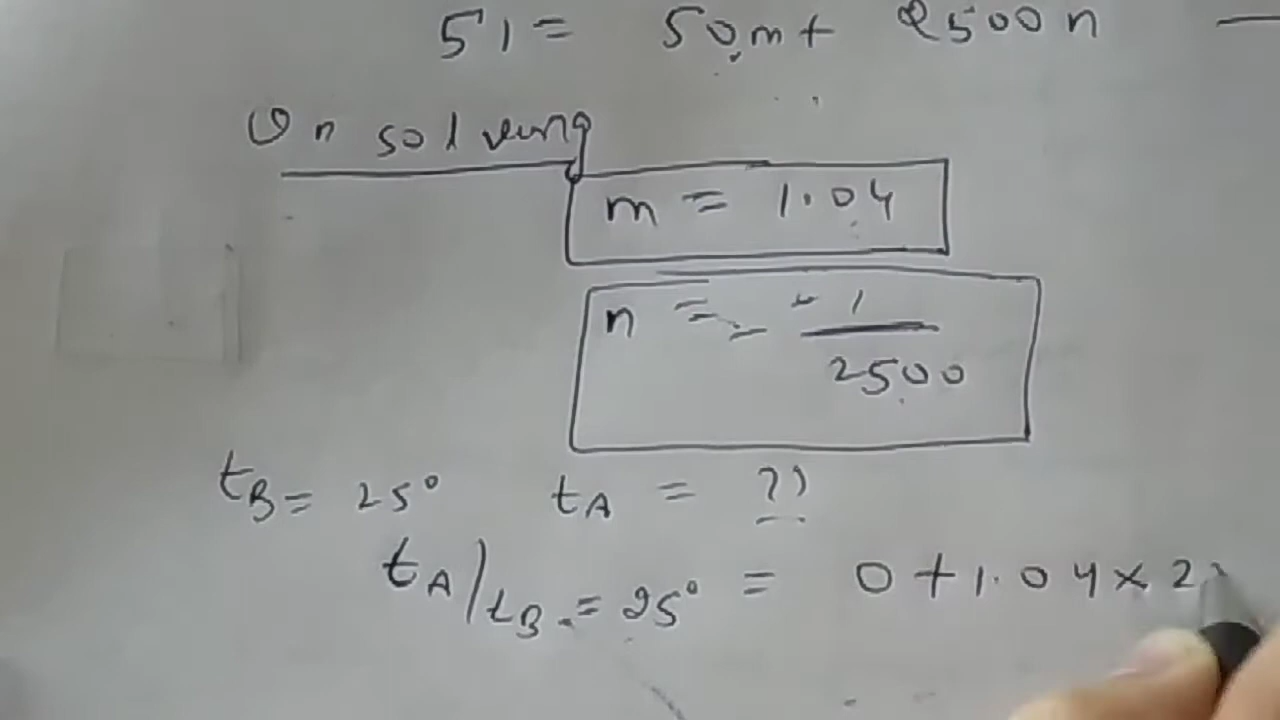 51 = 50m + 2500n —
On solving
m = 1.04
n = - 1/2500
tB = 25° tA = ??
tA/tB = 25° = 0 + 1.04 × 2